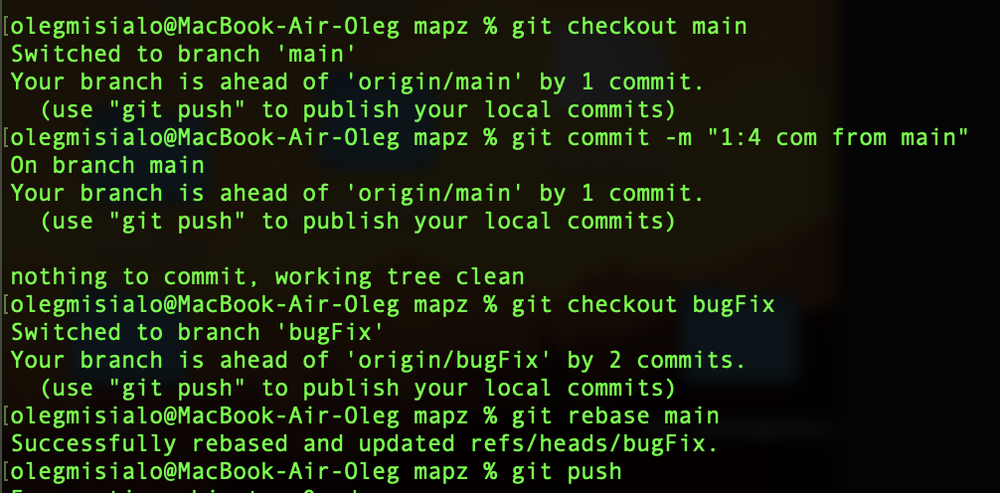 [olegmisialo@MacBook-Air-Oleg mapz % git checkout main
Switched to branch 'main'
Your branch is ahead of 'origin/main' by 1 commit.
  (use "git push" to publish your local commits)
[olegmisialo@MacBook-Air-Oleg mapz % git commit -m "1:4 com from main"
On branch main
Your branch is ahead of 'origin/main' by 1 commit.
  (use "git push" to publish your local commits)

nothing to commit, working tree clean
[olegmisialo@MacBook-Air-Oleg mapz % git checkout bugFix
Switched to branch 'bugFix'
Your branch is ahead of 'origin/bugFix' by 2 commits.
  (use "git push" to publish your local commits)
[olegmisialo@MacBook-Air-Oleg mapz % git rebase main
Successfully rebased and updated refs/heads/bugFix.
[olegmisialo@MacBook-Air-Oleg mapz % git push